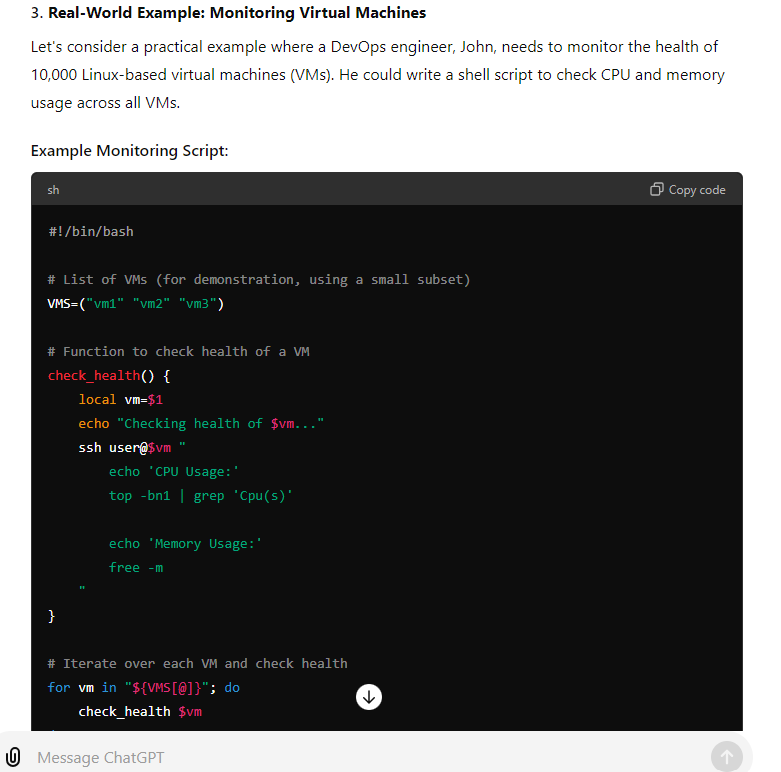 3. Real-World Example: Monitoring Virtual Machines
Let's consider a practical example where a DevOps engineer, John, needs to monitor the health of
10,000 Linux-based virtual machines (VMs). He could write a shell script to check CPU and memory
usage across all VMs.
Example Monitoring Script:
sh Copy code
#!/bin/bash
# List of VMs (for demonstration, using a small subset)
VMS=("vm1" "vm2" "vm3")
# Function to check health of a VM
check_health() {
    local vm=$1
    echo "Checking health of $vm..."
    ssh user@$vm "
        echo 'CPU Usage:'
        top -bn1 | grep 'Cpu(s)'
        echo 'Memory Usage:'
        free -m
    "
}
# Iterate over each VM and check health
for vm in "${VMS[@]}"; do
    check_health $vm
Message ChatGPT